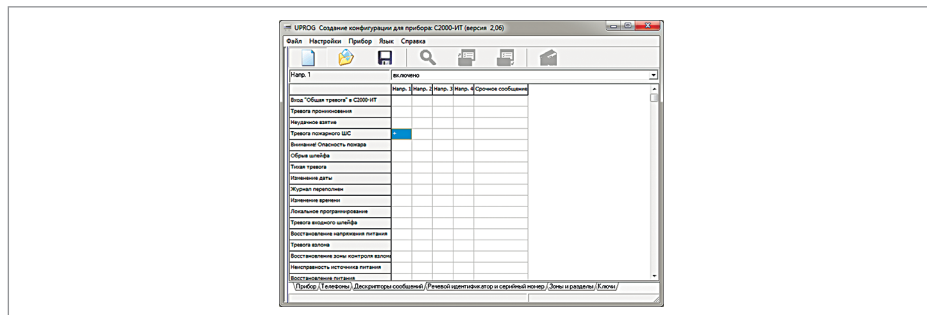 UPROG Создание конфигурации для прибора: С2000-ИТ (версия 2,06)
Файл Настройки Прибор Язык Справка
Напр. 1 включено
Напр. 1 Напр. 2 Напр. 3 Напр. 4 Срочное сообщение
Вход "Общая тревога" в С2000-ИТ
Тревога проникновения
Неудачное взятие
Тревога пожарного ШС +
Внимание! Опасность пожара
Обрыв шлейфа
Тихая тревога
Изменение даты
Журнал переполнен
Изменение времени
Локальное программирование
Тревога входного шлейфа
Восстановление напряжения питания
Тревога взлома
Восстановление зоны контроля взлома
Неисправность источника питания
Восстановление питания
Прибор Телефоны Дескрипторы сообщений Речевой идентификатор и серийный номер Зоны и разделы Ключи